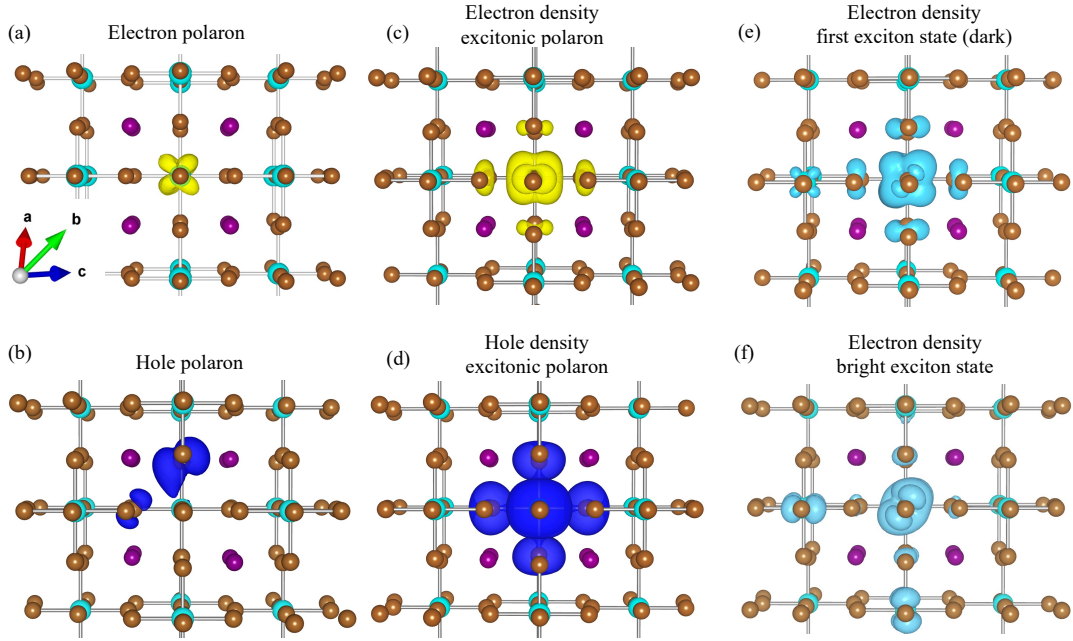 (a)
Electron polaron
a
b
c
(c)
Electron density
excitonic polaron
(e)
Electron density
first exciton state (dark)
(b)
Hole polaron
(d)
Hole density
excitonic polaron
(f)
Electron density
bright exciton state